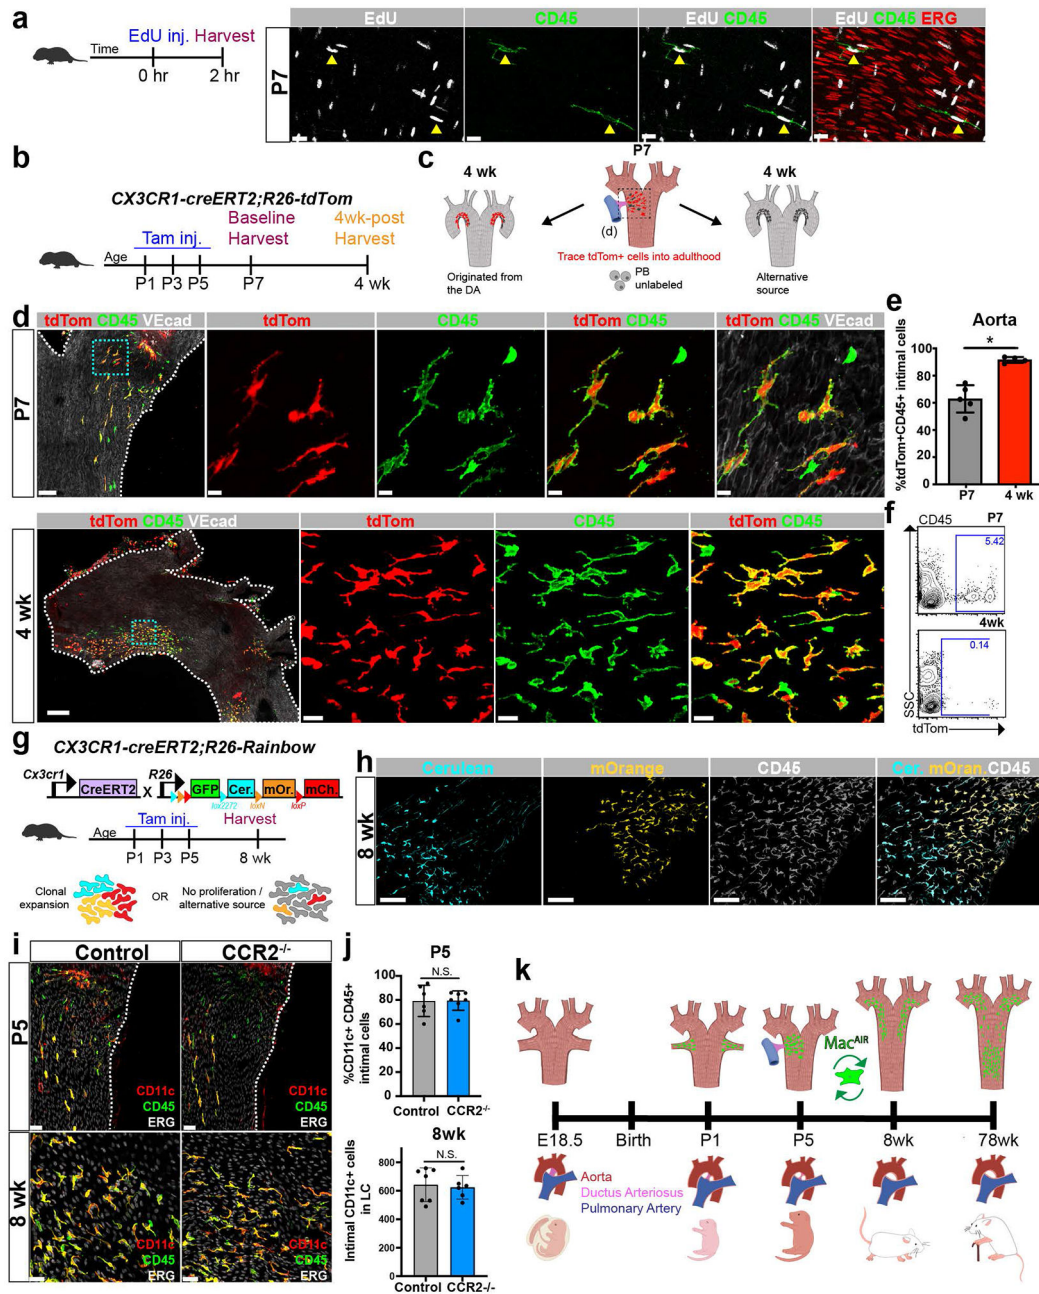 a
Time
EdU inj.
Harvest
0 hr
2 hr
P7
EdU
CD45
EdU CD45
EdU CD45 ERG
b
CX3CR1-creERT2;R26-tdTom
Baseline
Harvest
4wk-post
Harvest
Tam inj.
Age
P1 P3 P5 P7 4 wk
c
4 wk
P7
4 wk
(d)
Trace tdTom+ cells into adulthood
PB
unlabeled
Originated from
the DA
Alternative
source
d
tdTom CD45 VEcad
tdTom
CD45
tdTom CD45
tdTom CD45 VEcad
P7
tdTom CD45 VEcad
tdTom
CD45
tdTom CD45
4 wk
e
Aorta
*
%tdTom+CD45+ intimal cells
100
80
60
40
20
0
P7 4 wk
f
CD45 P7
5.42
4wk
0.14
SSC
tdTom
g
CX3CR1-creERT2;R26-Rainbow
Cx3cr1
CreERT2
X
R26
GFP Cer. mOr. mCh.
lox2272 loxN loxP
Tam inj.
Harvest
Age
P1 P3 P5 8 wk
Clonal
expansion
OR
No proliferation /
alternative source
h
Cerulean
mOrange
CD45
Cer. mOran.CD45
8 wk
i
Control
CCR2-/-
P5
CD11c
CD45
ERG
CD11c
CD45
ERG
8 wk
CD11c
CD45
ERG
CD11c
CD45
ERG
j
P5
N.S.
%CD11c+ CD45+
intimal cells
100
80
60
40
20
0
Control CCR2-/-
8wk
N.S.
Intimal CD11c+ cells
in LC
800
600
400
200
0
Control CCR2-/-
k
MacAIR
E18.5 Birth P1 P5 8wk 78wk
Aorta
Ductus Arteriosus
Pulmonary Artery